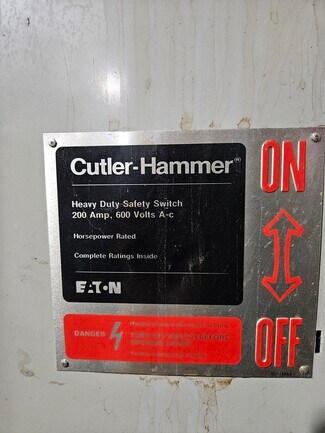 Cutler-Hammer®
ON
Heavy Duty Safety Switch
200 Amp, 600 Volts A-c
Horsepower Rated
Complete Ratings Inside
EATON
DANGER
OFF